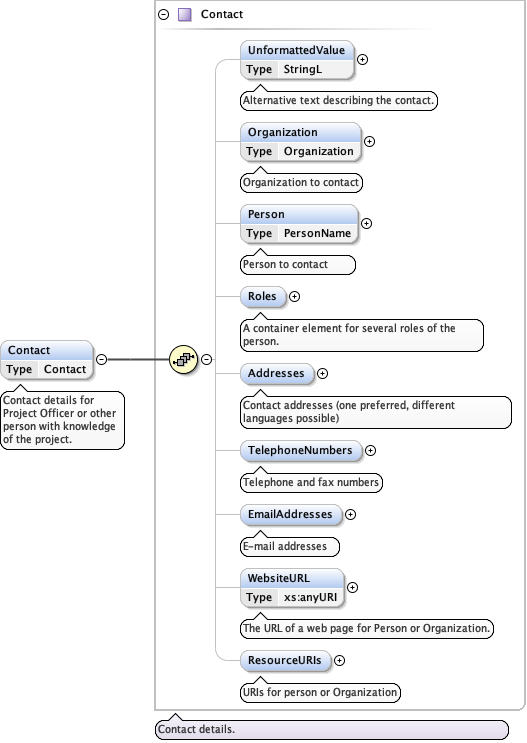 Contact
UnformattedValue
Type StringL
Alternative text describing the contact.
Organization
Type Organization
Organization to contact
Person
Type PersonName
Person to contact
Roles
A container element for several roles of the
person.
Contact
Type Contact
Contact details for
Project Officer or other
person with knowledge
of the project.
Addresses
Contact addresses (one preferred, different
languages possible)
TelephoneNumbers
Telephone and fax numbers
EmailAddresses
E-mail addresses
WebsiteURL
Type xs:anyURI
The URL of a web page for Person or Organization.
ResourceURIs
URIs for person or Organization
Contact details.